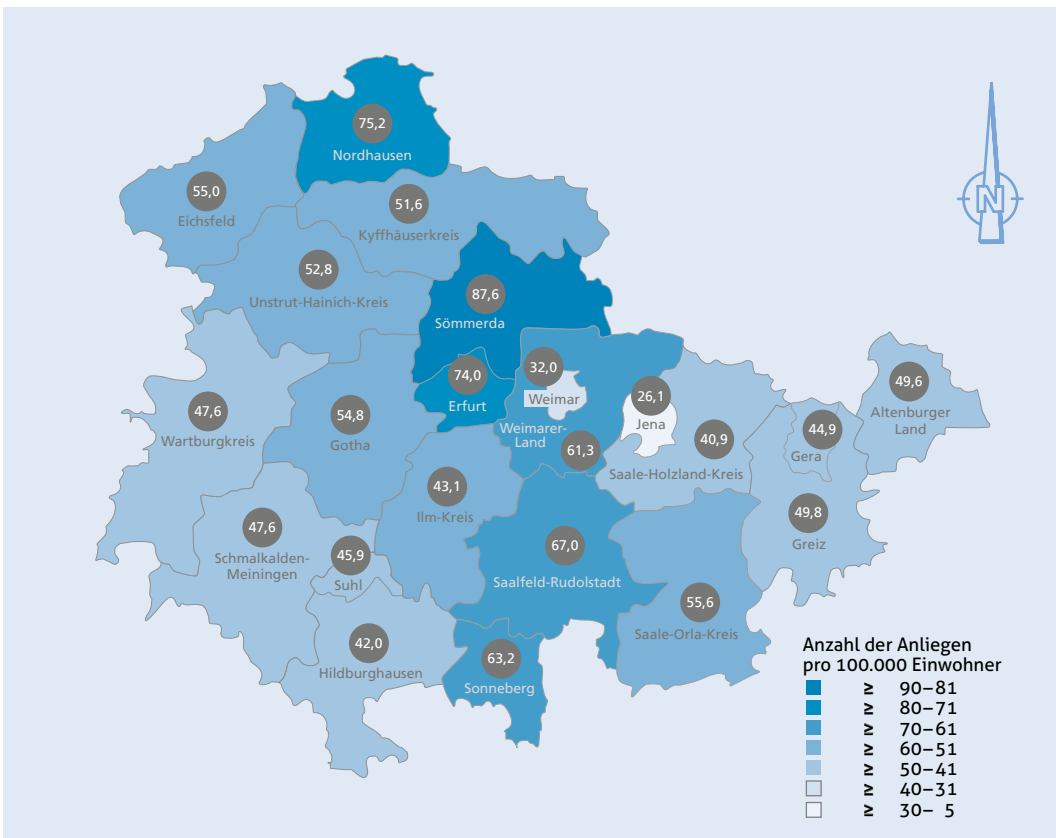 75,2
Nordhausen
55,0
Eichsfeld
51,6
Kyffhäuserkreis
52,8
Unstrut-Hainich-Kreis
87,6
Sömmerda
74,0
Erfurt
32,0
Weimar
Weimarer-
Land
61,3
26,1
Jena
40,9
Saale-Holzland-Kreis
44,9
Gera
49,6
Altenburger
Land
47,6
Wartburgkreis
54,8
Gotha
43,1
Ilm-Kreis
49,8
Greiz
47,6
Schmalkalden-
Meiningen
45,9
Suhl
67,0
Saalfeld-Rudolstadt
55,6
Saale-Orla-Kreis
42,0
Hildburghausen
63,2
Sonneberg
N
Anzahl der Anliegen
pro 100.000 Einwohner
≥ 90–81
≥ 80–71
≥ 70–61
≥ 60–51
≥ 50–41
≥ 40–31
≥ 30– 5